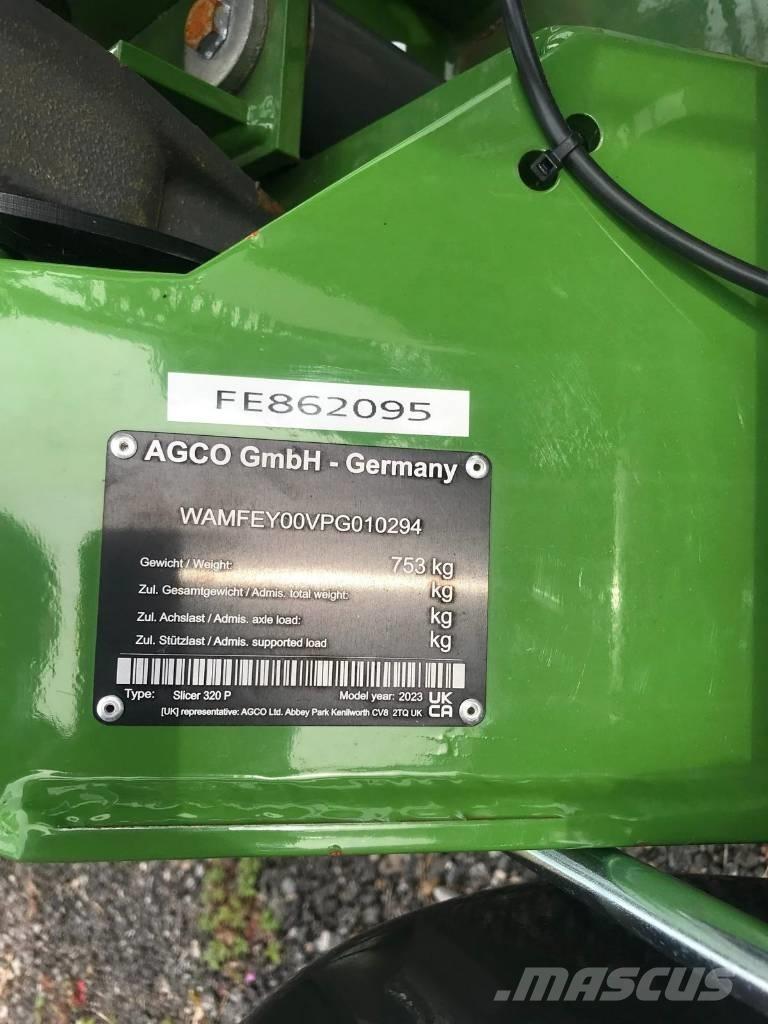 FE862095
AGCO GmbH - Germany
WAMFEY00VPG010294
Gewicht / Weight: 753 kg
Zul. Gesamtgewicht / Admis. total weight: kg
Zul. Achslast / Admis. axle load: kg
Zul. Stützlast / Admis. supported load kg
Type: Slicer 320 P Model year: 2023 UK CA
[UK] representative: AGCO Ltd. Abbey Park Kenilworth CV8 2TQ UK
MASCUS